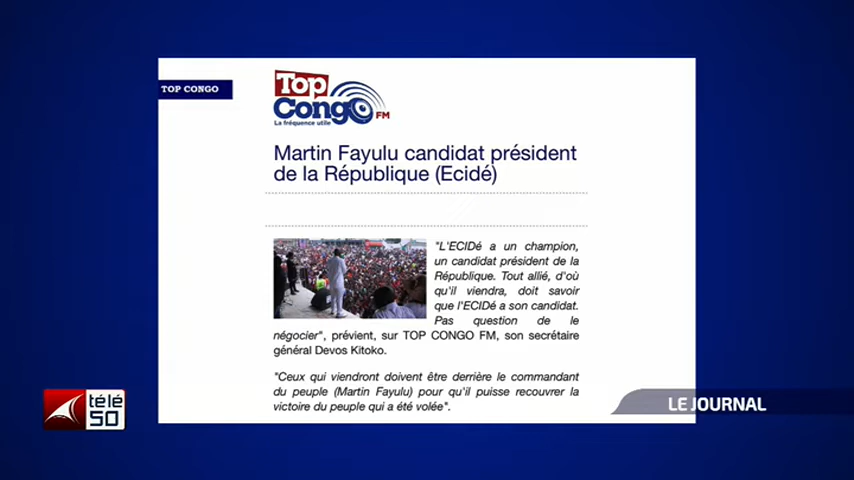 TOP CONGO
Top
Congo FM
La fréquence utile
Martin Fayulu candidat président
de la République (Ecidé)
"L'ECIDé a un champion,
un candidat président de la
République. Tout allié, d'où
qu'il viendra, doit savoir
que l'ECIDé a son candidat.
Pas question de le
négocier", prévient, sur TOP CONGO FM, son secrétaire
général Devos Kitoko.
"Ceux qui viendront doivent être derrière le commandant
du peuple (Martin Fayulu) pour qu'il puisse recouvrer la
victoire du peuple qui a été volée".
télé
50
LE JOURNAL